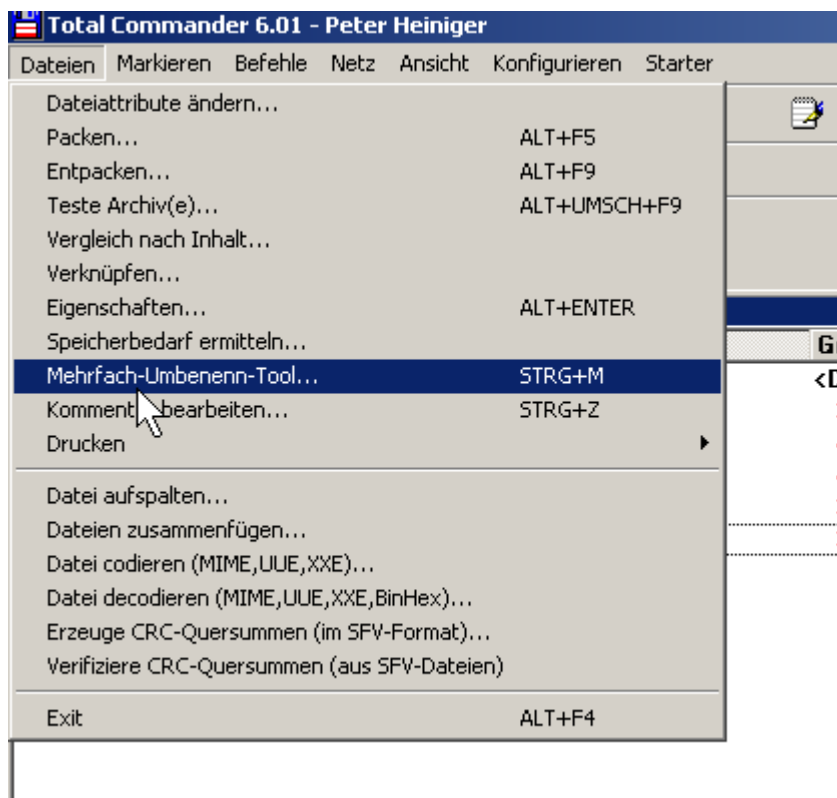 Total Commander 6.01 - Peter Heiniger
Dateien Markieren Befehle Netz Ansicht Konfigurieren Starter
Dateiattribute ändern...
Packen... ALT+F5
Entpacken... ALT+F9
Teste Archiv(e)... ALT+UMSCH+F9
Vergleich nach Inhalt...
Verknüpfen...
Eigenschaften... ALT+ENTER
Speicherbedarf ermitteln...
Mehrfach-Umbenenn-Tool... STRG+M
bearbeiten... STRG+Z
Drucken
Datei aufspalten...
Dateien zusammenfügen...
Datei codieren (MIME,UUE,XXE)...
Datei decodieren (MIME,UUE,XXE,BinHex)...
Erzeuge CRC-Quersummen (im SFV-Format)...
Verifiziere CRC-Quersummen (aus SFV-Dateien)
Exit ALT+F4